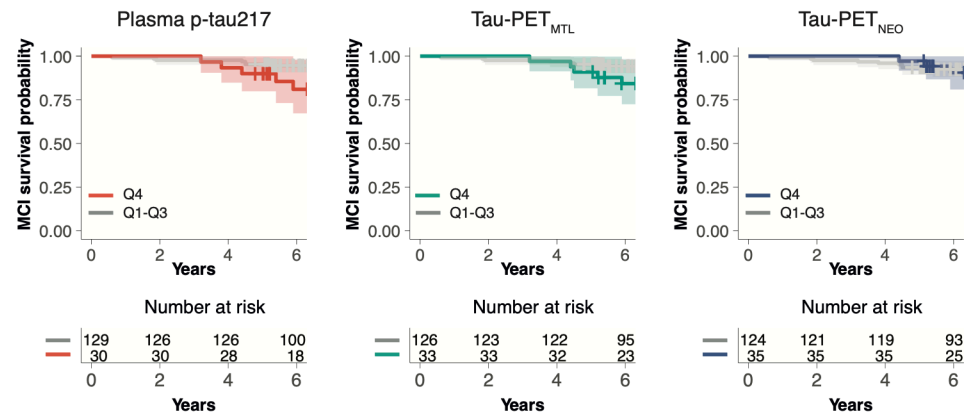 Plasma p-tau217
MCI survival probability
1.00
0.75
0.50
0.25
0.00
Q4
Q1-Q3
0 2 4 6
Years
Number at risk
129 126 126 100
30 30 28 18
0 2 4 6
Years
Tau-PET MTL
MCI survival probability
1.00
0.75
0.50
0.25
0.00
Q4
Q1-Q3
0 2 4 6
Years
Number at risk
126 123 122 95
33 33 32 23
0 2 4 6
Years
Tau-PET NEO
MCI survival probability
1.00
0.75
0.50
0.25
0.00
Q4
Q1-Q3
0 2 4 6
Years
Number at risk
124 121 119 93
35 35 35 25
0 2 4 6
Years